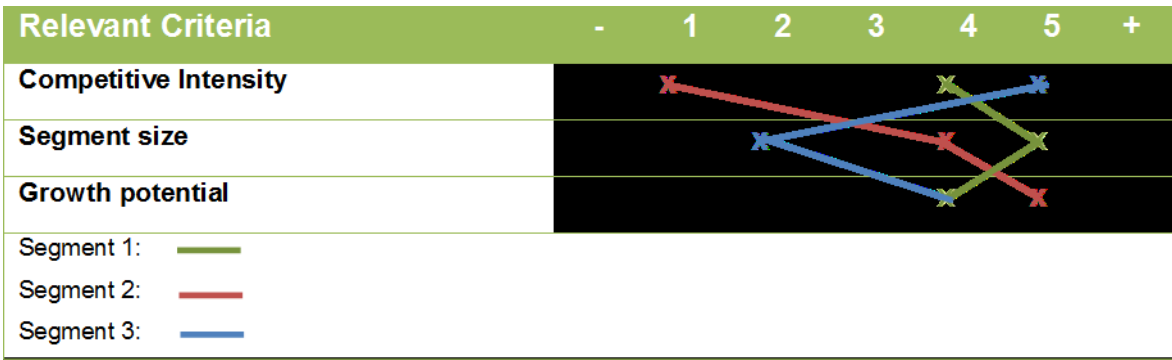 Relevant Criteria - 1 2 3 4 5 +
Competitive Intensity x x x
Segment size x x x
Growth potential x x
Segment 1:
Segment 2:
Segment 3: